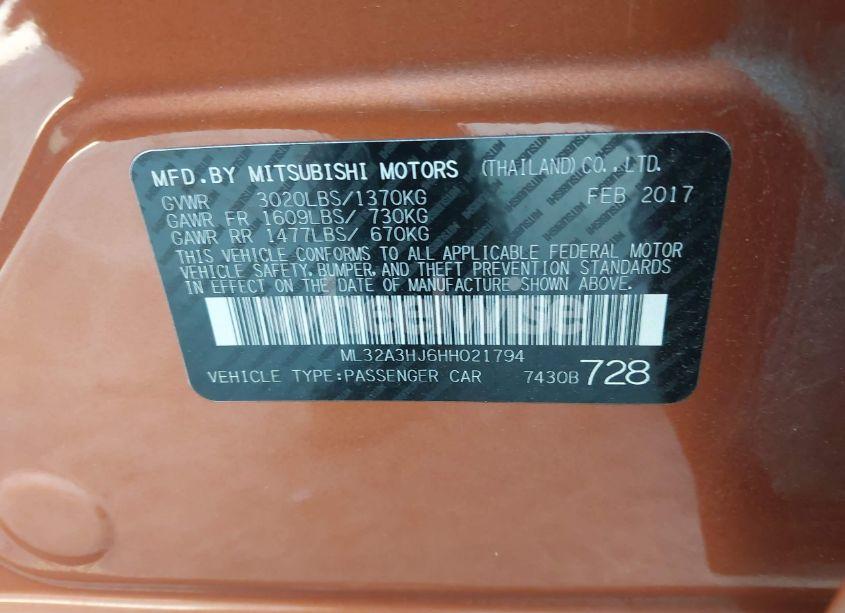 MFD.BY MITSUBISHI MOTORS (THAILAND)CO.,LTD.
GVWR 3020LBS/1370KG FEB 2017
GAWR FR 1609LBS/ 730KG
GAWR RR 1477LBS/ 670KG
THIS VEHICLE CONFORMS TO ALL APPLICABLE FEDERAL MOTOR
VEHICLE SAFETY,BUMPER,AND THEFT PREVENTION STANDARDS
IN EFFECT ON THE DATE OF MANUFACTURE SHOWN ABOVE.
wheelwise
ML32A3HJ6HH021794
VEHICLE TYPE:PASSENGER CAR 7430B 728